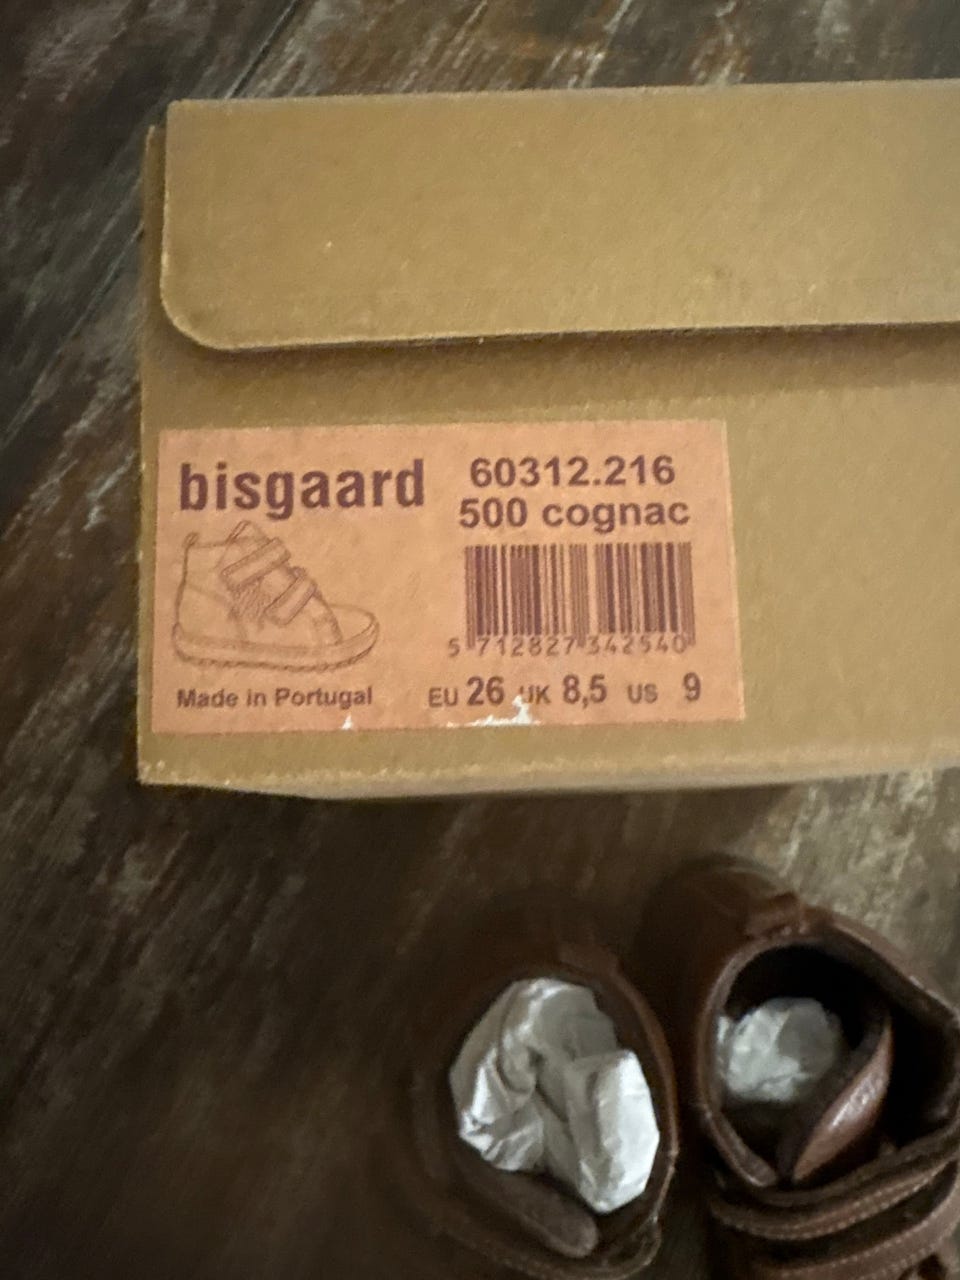 bisgaard
60312.216
500 cognac
5 712827 342540
Made in Portugal
EU 26 UK 8,5 US 9